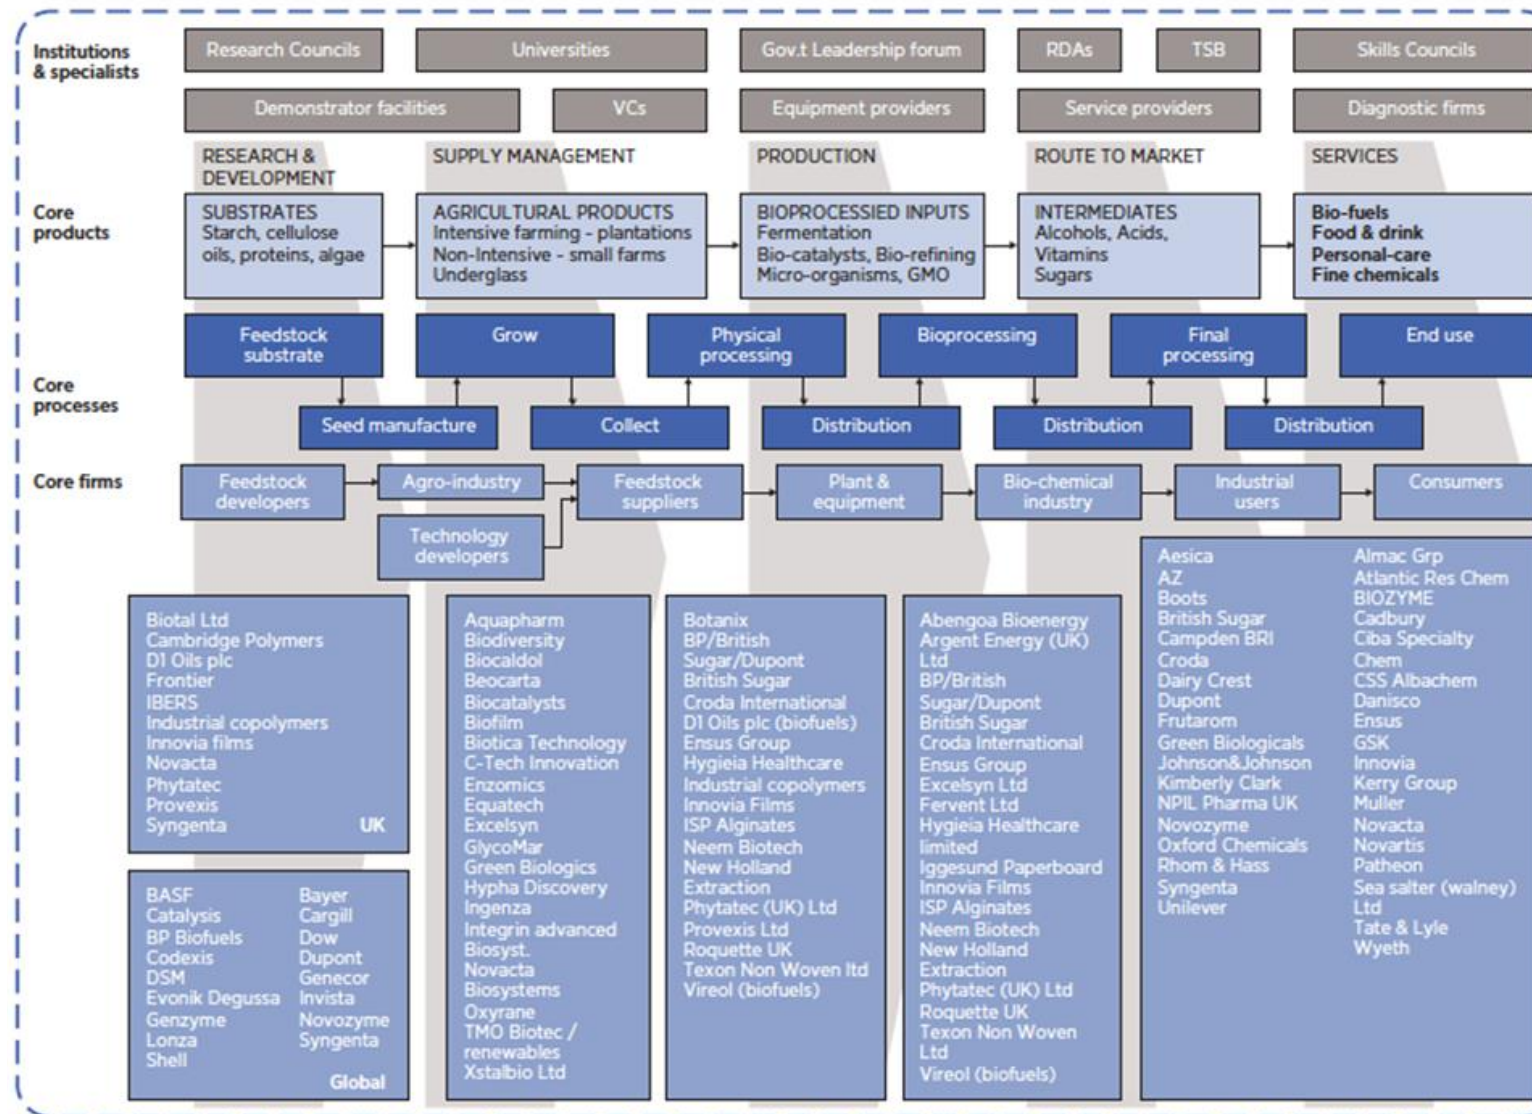 Institutions
& specialists
Research Councils
Universities
Gov.t Leadership forum
RDAs
TSB
Skills Councils
Demonstrator facilities
VCs
Equipment providers
Service providers
Diagnostic firms
RESEARCH &
DEVELOPMENT
SUPPLY MANAGEMENT
PRODUCTION
ROUTE TO MARKET
SERVICES
Core
products
SUBSTRATES
Starch, cellulose
oils, proteins, algae
AGRICULTURAL PRODUCTS
Intensive farming - plantations
Non-Intensive - small farms
Underglass
BIOPROCESSIED INPUTS
Fermentation
Bio-catalysts, Bio-refining
Micro-organisms, GMO
INTERMEDIATES
Alcohols, Acids,
Vitamins
Sugars
Bio-fuels
Food & drink
Personal-care
Fine chemicals
Core
processes
Feedstock
substrate
Grow
Physical
processing
Bioprocessing
Final
processing
End use
Seed manufacture
Collect
Distribution
Distribution
Distribution
Core firms
Feedstock
developers
Agro-industry
Technology
developers
Feedstock
suppliers
Plant &
equipment
Bio-chemical
industry
Industrial
users
Consumers
Biotal Ltd
Cambridge Polymers
D1 Oils plc
Frontier
IBERS
Industrial copolymers
Innovia films
Novacta
Phytatec
Provexis
Syngenta
UK
BASF
Catalysis
BP Biofuels
Codexis
DSM
Evonik Degussa
Genzyme
Lonza
Shell
Bayer
Cargill
Dow
Dupont
Genecor
Invista
Novozyme
Syngenta
Global
Aquapharm
Biodiversity
Biocaldol
Beocarta
Biocatalysts
Biofilm
Biotica Technology
C-Tech Innovation
Enzomics
Equatech
Excelsyn
GlycoMar
Green Biologics
Hypha Discovery
Ingenza
Integrin advanced
Biosyst.
Novacta
Biosystems
Oxyrane
TMO Biotec /
renewables
Xstalbio Ltd
Botanix
BP/British
Sugar/Dupont
British Sugar
Croda International
D1 Oils plc (biofuels)
Ensus Group
Hygieia Healthcare
Industrial copolymers
Innovia Films
ISP Alginates
Neem Biotech
New Holland
Extraction
Phytatec (UK) Ltd
Provexis Ltd
Roquette UK
Texon Non Woven ltd
Vireol (biofuels)
Abengoa Bioenergy
Argent Energy (UK)
Ltd
BP/British
Sugar/Dupont
British Sugar
Croda International
Ensus Group
Excelsyn Ltd
Fervent Ltd
Hygieia Healthcare
limited
Iggesund Paperboard
Innovia Films
ISP Alginates
Neem Biotech
New Holland
Extraction
Phytatec (UK) Ltd
Roquette UK
Texon Non Woven
Ltd
Vireol (biofuels)
Aesica
AZ
Boots
British Sugar
Campden BRI
Croda
Dairy Crest
Dupont
Frutarom
Green Biologicals
Johnson&Johnson
Kimberly Clark
NPIL Pharma UK
Novozyme
Oxford Chemicals
Rhom & Hass
Syngenta
Unilever
Almac Grp
Atlantic Res Chem
BIOZYME
Cadbury
Ciba Specialty
Chem
CSS Albachem
Danisco
Ensus
GSK
Innovia
Kerry Group
Muller
Novacta
Novartis
Patheon
Sea salter (walney)
Ltd
Tate & Lyle
Wyeth